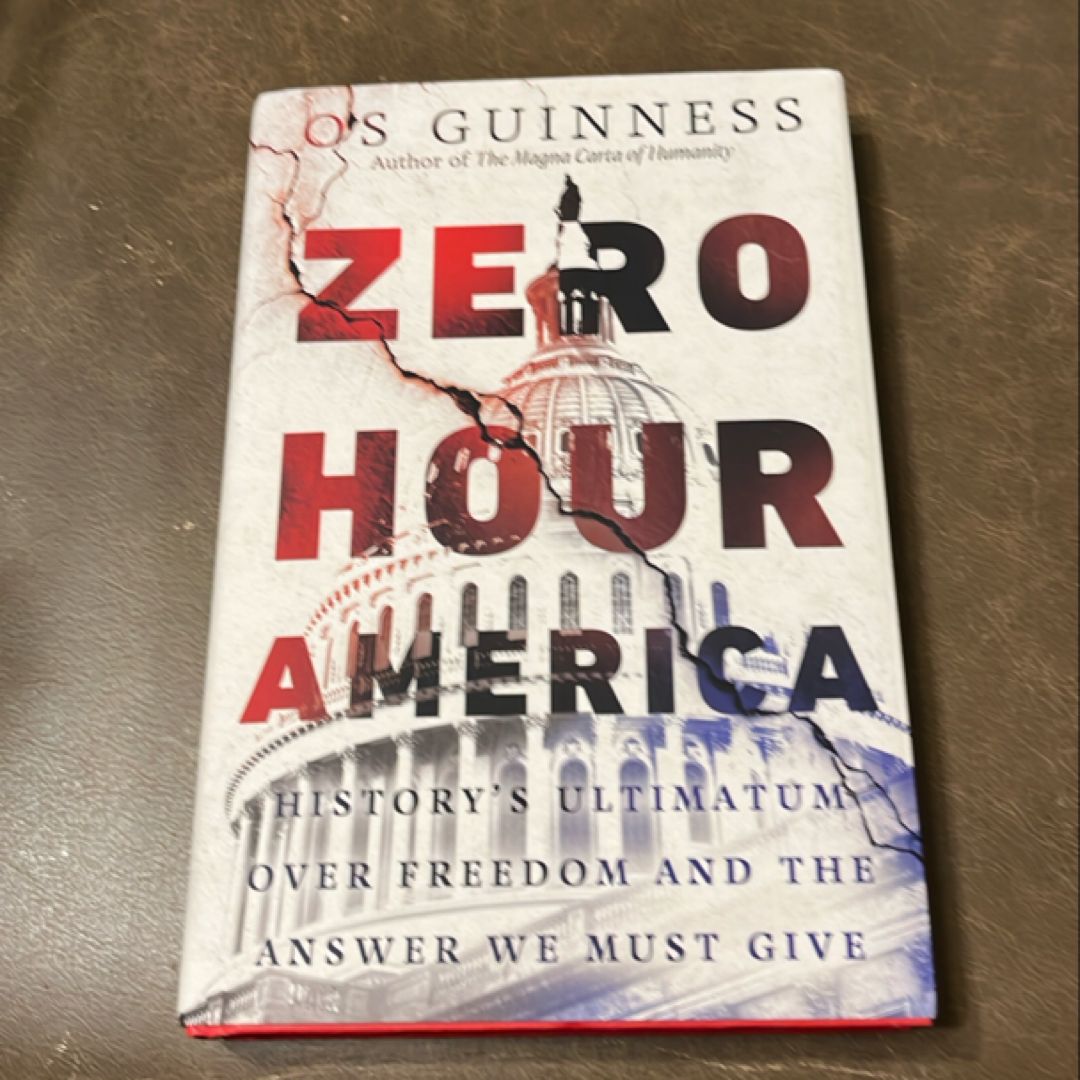 OS GUINNESS
Author of The Magna Carta of Humanity
ZERO
HOUR
AMERICA
HISTORY'S ULTIMATUM
OVER FREEDOM AND THE
ANSWER WE MUST GIVE